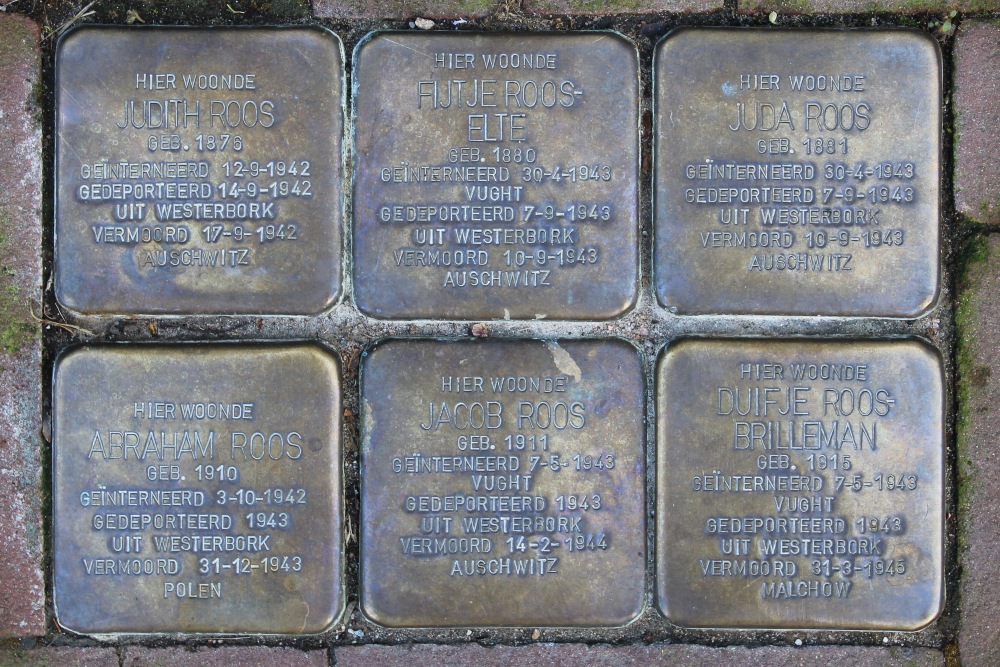 HIER WOONDE
JUDITH ROOS
GEB. 1876
GEÏNTERNEERD 12-9-1942
GEDEPORTEERD 14-9-1942
UIT WESTERBORK
VERMOORD 17-9-1942
AUSCHWITZ
HIER WOONDE
FIJTJE ROOS-
ELTE
GEB. 1880
GEÏNTERNEERD 30-4-1943
VUGHT
GEDEPORTEERD 7-9-1943
UIT WESTERBORK
VERMOORD 10-9-1943
AUSCHWITZ
HIER WOONDE
JUDA ROOS
GEB. 1881
GEÏNTERNEERD 30-4-1943
GEDEPORTEERD 7-9-1943
UIT WESTERBORK
VERMOORD 10-9-1943
AUSCHWITZ
HIER WOONDE
ABRAHAM ROOS
GEB. 1910
GEÏNTERNEERD 3-10-1942
GEDEPORTEERD 1943
UIT WESTERBORK
VERMOORD 31-12-1943
POLEN
HIER WOONDE
JACOB ROOS
GEB. 1911
GEÏNTERNEERD 7-5-1943
VUGHT
GEDEPORTEERD 1943
UIT WESTERBORK
VERMOORD 14-2-1944
AUSCHWITZ
HIER WOONDE
DUIFJE ROOS-
BRILLEMAN
GEB. 1915
GEÏNTERNEERD 7-5-1943
VUGHT
GEDEPORTEERD 1943
UIT WESTERBORK
VERMOORD 31-3-1945
MALCHOW